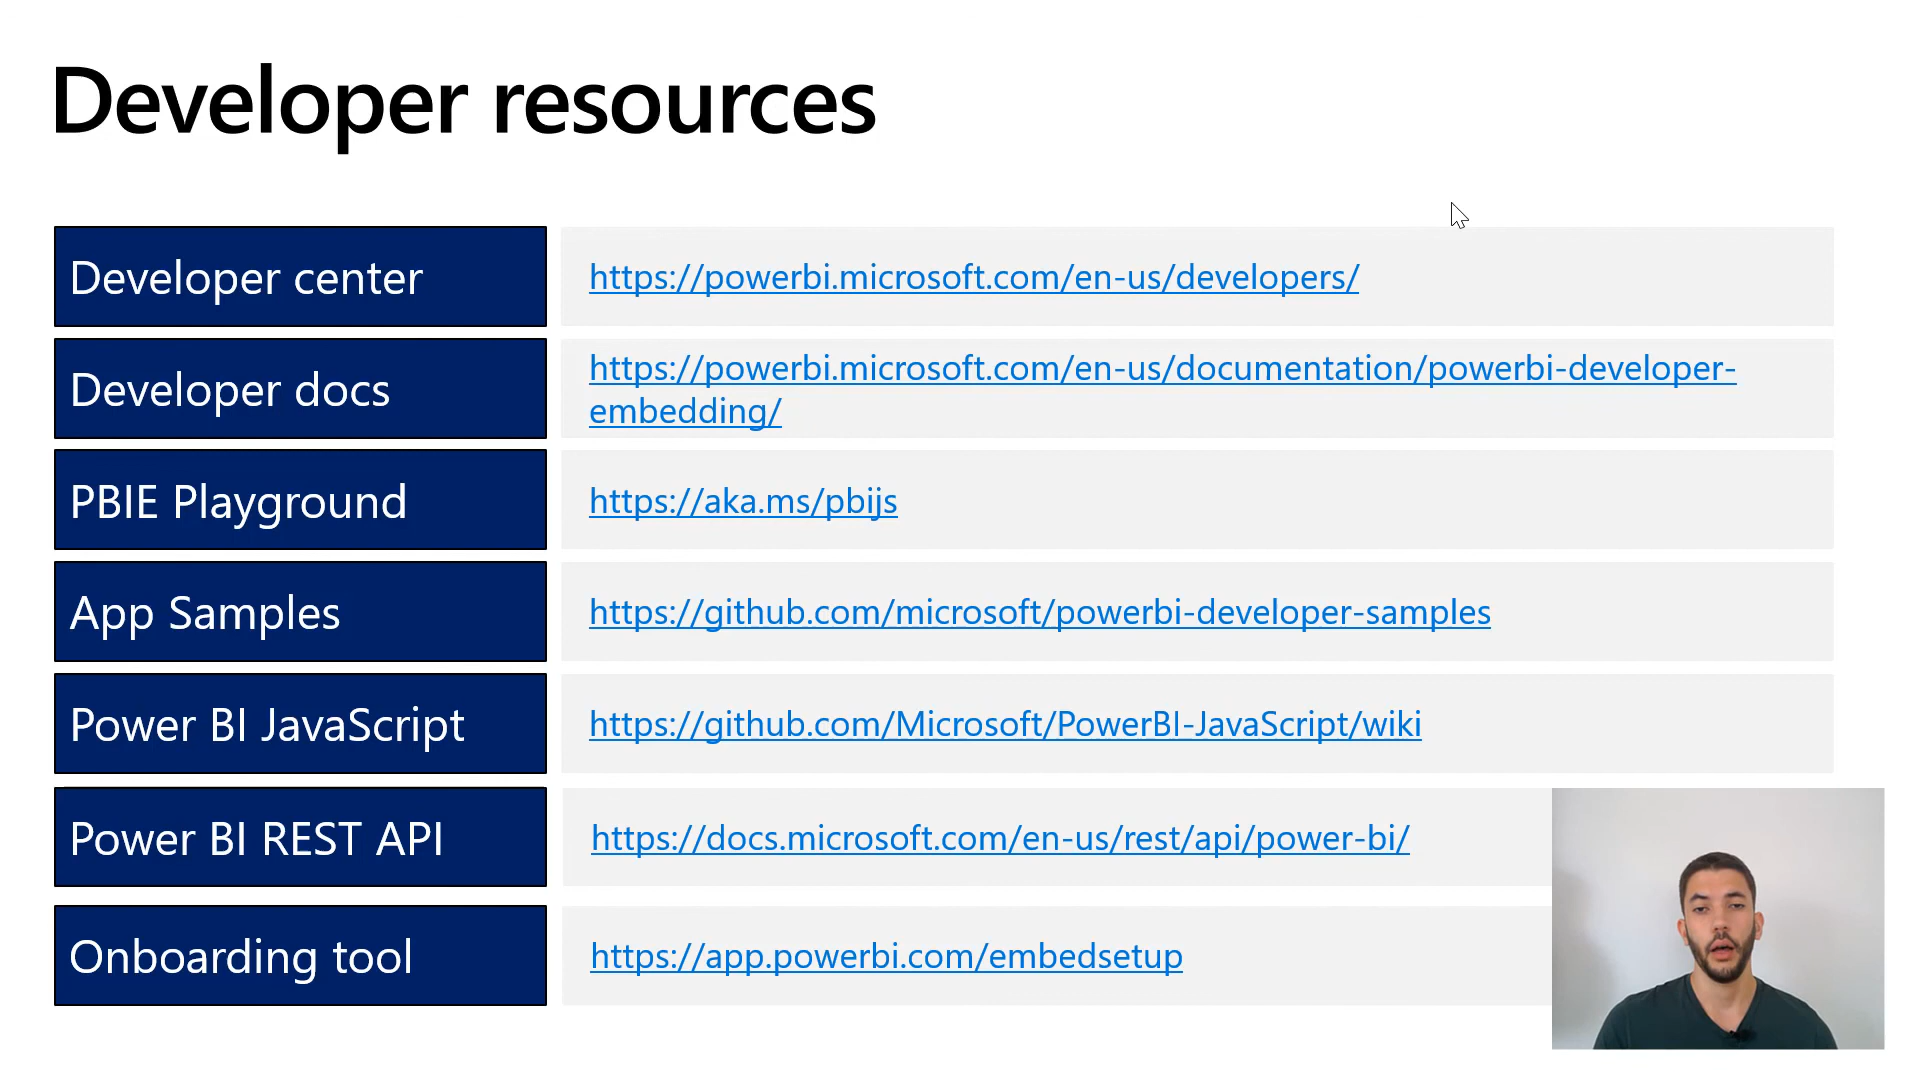 Developer resources
Developer center
https://powerbi.microsoft.com/en-us/developers/
Developer docs
https://powerbi.microsoft.com/en-us/documentation/powerbi-developer-
embedding/
PBIE Playground
https://aka.ms/pbijs
App Samples
https://github.com/microsoft/powerbi-developer-samples
Power BI JavaScript
https://github.com/Microsoft/PowerBI-JavaScript/wiki
Power BI REST API
https://docs.microsoft.com/en-us/rest/api/power-bi/
Onboarding tool
https://app.powerbi.com/embedsetup